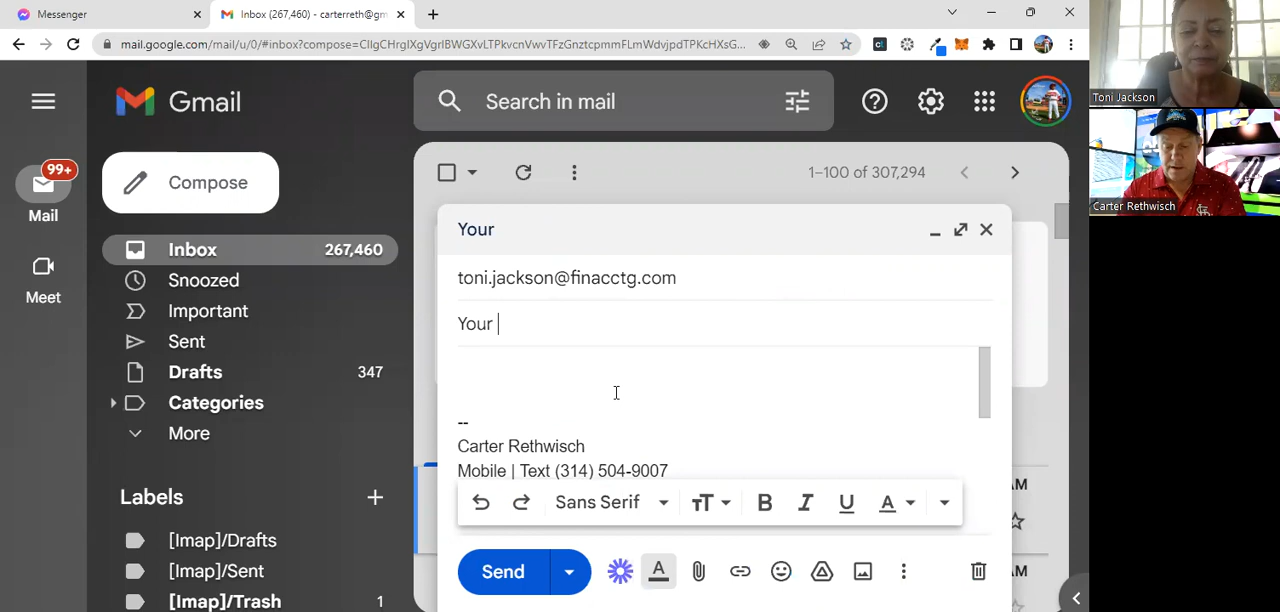 Messenger
Inbox (267,460) - carterreth@gm
mail.google.com/mail/u/0/#inbox?compose=CllgCHrglXgVgrlBWGXvLTPkvcnVwvTFzGnztcpmmFLmWdvjpdTPKcHXsG...
Toni Jackson
Carter Rethwisch
Gmail
Search in mail
99+
Mail
Meet
Compose
1–100 of 307,294
Inbox 267,460
Snoozed
Important
Sent
Drafts 347
Categories
More
Labels
[Imap]/Drafts
[Imap]/Sent
[Imap]/Trash 1
Your
toni.jackson@finacctg.com
Your
--
Carter Rethwisch
Mobile | Text (314) 504-9007
Sans Serif
Send
AM
AM